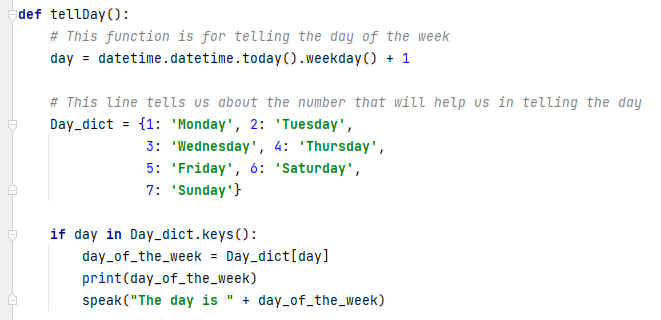 def tellDay():
    # This function is for telling the day of the week
    day = datetime.datetime.today().weekday() + 1
    # This line tells us about the number that will help us in telling the day
    Day_dict = {1: 'Monday', 2: 'Tuesday',
                3: 'Wednesday', 4: 'Thursday',
                5: 'Friday', 6: 'Saturday',
                7: 'Sunday'}
    if day in Day_dict.keys():
        day_of_the_week = Day_dict[day]
        print(day_of_the_week)
        speak("The day is " + day_of_the_week)